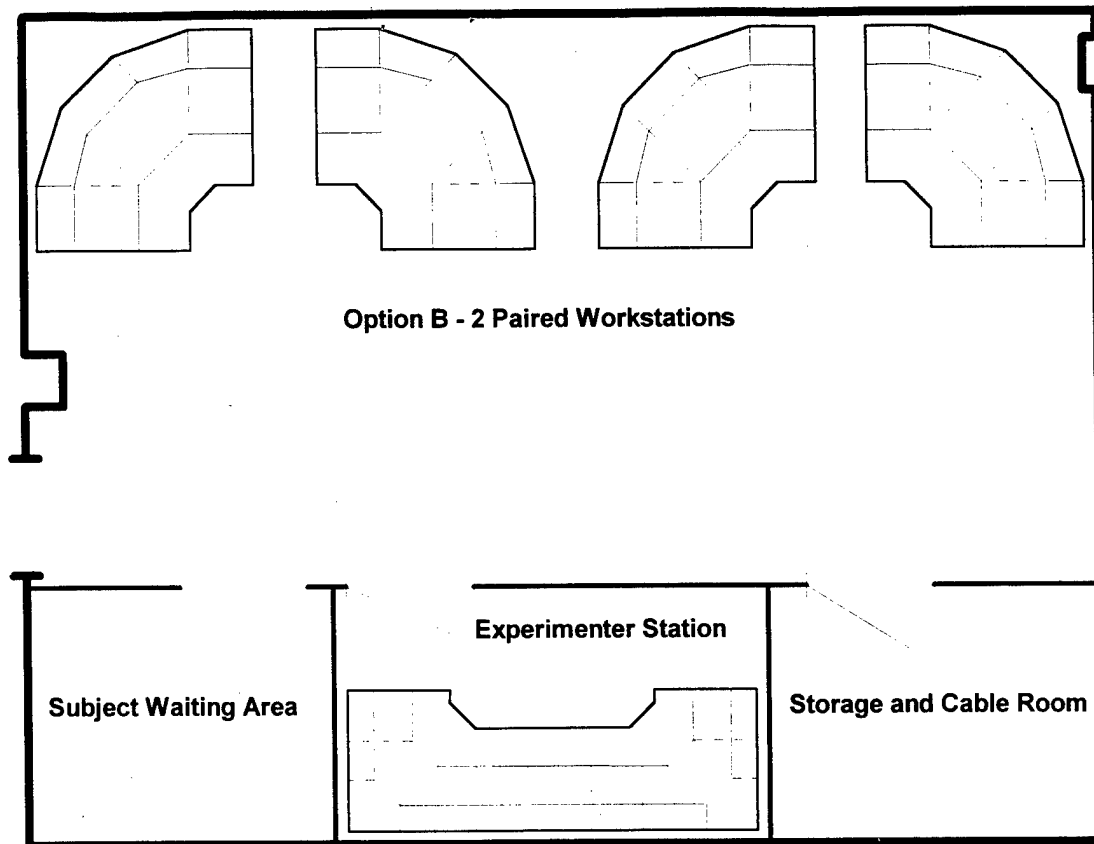 Option B - 2 Paired Workstations
Experimenter Station
Subject Waiting Area
Storage and Cable Room